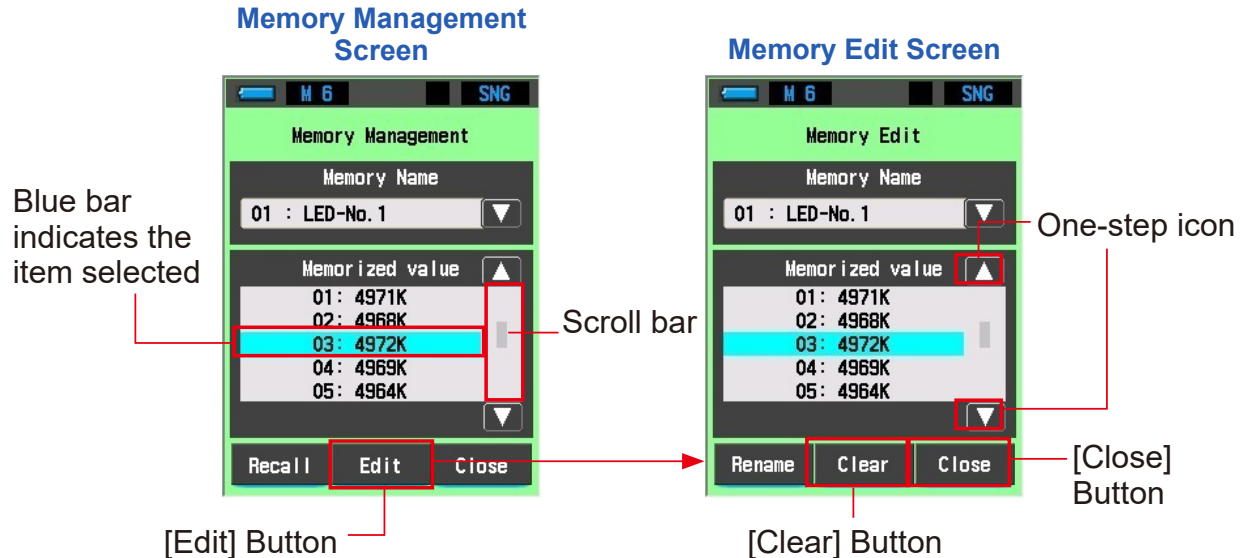 Memory Management
Screen
M 6 SNG
Memory Management
Memory Name
01 : LED-No. 1
Memorized value
01: 4971K
02: 4968K
03: 4972K
04: 4969K
05: 4964K
Recall Edit Close
Blue bar
indicates the
item selected
Scroll bar
[Edit] Button
Memory Edit Screen
M 6 SNG
Memory Edit
Memory Name
01 : LED-No. 1
Memorized value
01: 4971K
02: 4968K
03: 4972K
04: 4969K
05: 4964K
Rename Clear Close
One-step icon
[Close]
Button
[Clear] Button